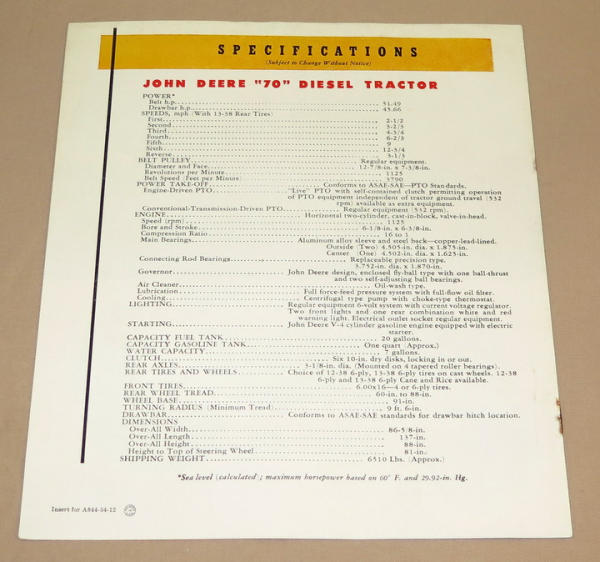 SPECIFICATIONS
(Subject to Change Without Notice)
JOHN DEERE "70" DIESEL TRACTOR
POWER*
Belt h.p. 51.49
Drawbar h.p. 45.66
SPEEDS, mph (With 13-38 Rear Tires)
First 2-1/2
Second 3-2/3
Third 4-3/4
Fourth 6-2/3
Fifth 9
Sixth 12-3/4
Reverse 3-1/3
BELT PULLEY Regular equipment.
Diameter and Face 12-7/8-in. x 7-3/8-in.
Revolutions per Minute 1125
Belt Speed (Feet per Minute) 3790
POWER TAKE-OFF Conforms to ASAE-SAE—PTO Standards.
Engine-Driven PTO "Live" PTO with self-contained clutch permitting operation
of PTO equipment independent of tractor ground travel (532
rpm) available as extra equipment.
Conventional-Transmission-Driven PTO Regular equipment (532 rpm).
ENGINE Horizontal two-cylinder, cast-in-block, valve-in-head.
Speed (rpm) 1125
Bore and Stroke 6-1/8-in. x 6-3/8-in.
Compression Ratio 16 to 1
Main Bearings Aluminum alloy sleeve and steel back—copper-lead-lined.
Outside (Two) 4.505-in. dia. x 1.875-in.
Center (One) 4.502-in. dia. x 1.625-in.
Connecting Rod Bearings Replaceable precision type.
3.752-in. dia. x 1.870-in.
Governor John Deere design, enclosed fly-ball type with one ball-thrust
and two self-adjusting ball bearings.
Air Cleaner Oil-wash type.
Lubrication Full force-feed pressure system with full-flow oil filter.
Cooling Centrifugal type pump with choke-type thermostat.
LIGHTING Regular equipment 6-volt system with current voltage regulator.
Two front lights and one rear combination white and red
warning light. Electrical outlet socket regular equipment.
STARTING John Deere V-4 cylinder gasoline engine equipped with electric
starter.
CAPACITY FUEL TANK 20 gallons.
CAPACITY GASOLINE TANK One quart (Approx.)
WATER CAPACITY 7 gallons.
CLUTCH Six 10-in. dry disks, locking in or out.
REAR AXLES 3-1/8-in. dia. (Mounted on 4 tapered roller bearings).
REAR TIRES AND WHEELS Choice of 12-38 6-ply, 13-38 6-ply tires on cast wheels. 12-38
6-ply and 13-38 6-ply Cane and Rice available.
FRONT TIRES 6.00x16—4 or 6-ply tires.
REAR WHEEL TREAD 60-in. to 88-in.
WHEEL BASE 91-in.
TURNING RADIUS (Minimum Tread) 9 ft. 6-in.
DRAWBAR Conforms to ASAE-SAE standards for drawbar hitch location.
DIMENSIONS
Over-All Width 86-5/8-in.
Over-All Length 137-in.
Over-All Height 88-in.
Height to Top of Steering Wheel 81-in.
SHIPPING WEIGHT 6510 Lbs. (Approx.)
*Sea level (calculated); maximum horsepower based on 60° F. and 29.92-in. Hg.
Insert for A844-54-12